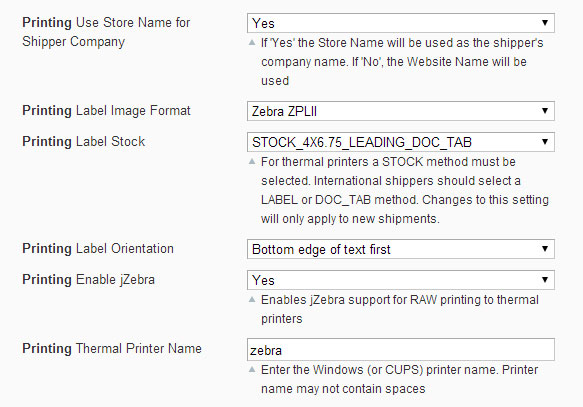 Printing Use Store Name for Yes
Shipper Company If 'Yes' the Store Name will be used as the shipper's
company name. If 'No', the Website Name will be
used
Printing Label Image Format Zebra ZPLII
Printing Label Stock STOCK_4X6.75_LEADING_DOC_TAB
For thermal printers a STOCK method must be
selected. International shippers should select a
LABEL or DOC_TAB method. Changes to this setting
will only apply to new shipments.
Printing Label Orientation Bottom edge of text first
Printing Enable jZebra Yes
Enables jZebra support for RAW printing to thermal
printers
Printing Thermal Printer Name zebra
Enter the Windows (or CUPS) printer name. Printer
name may not contain spaces